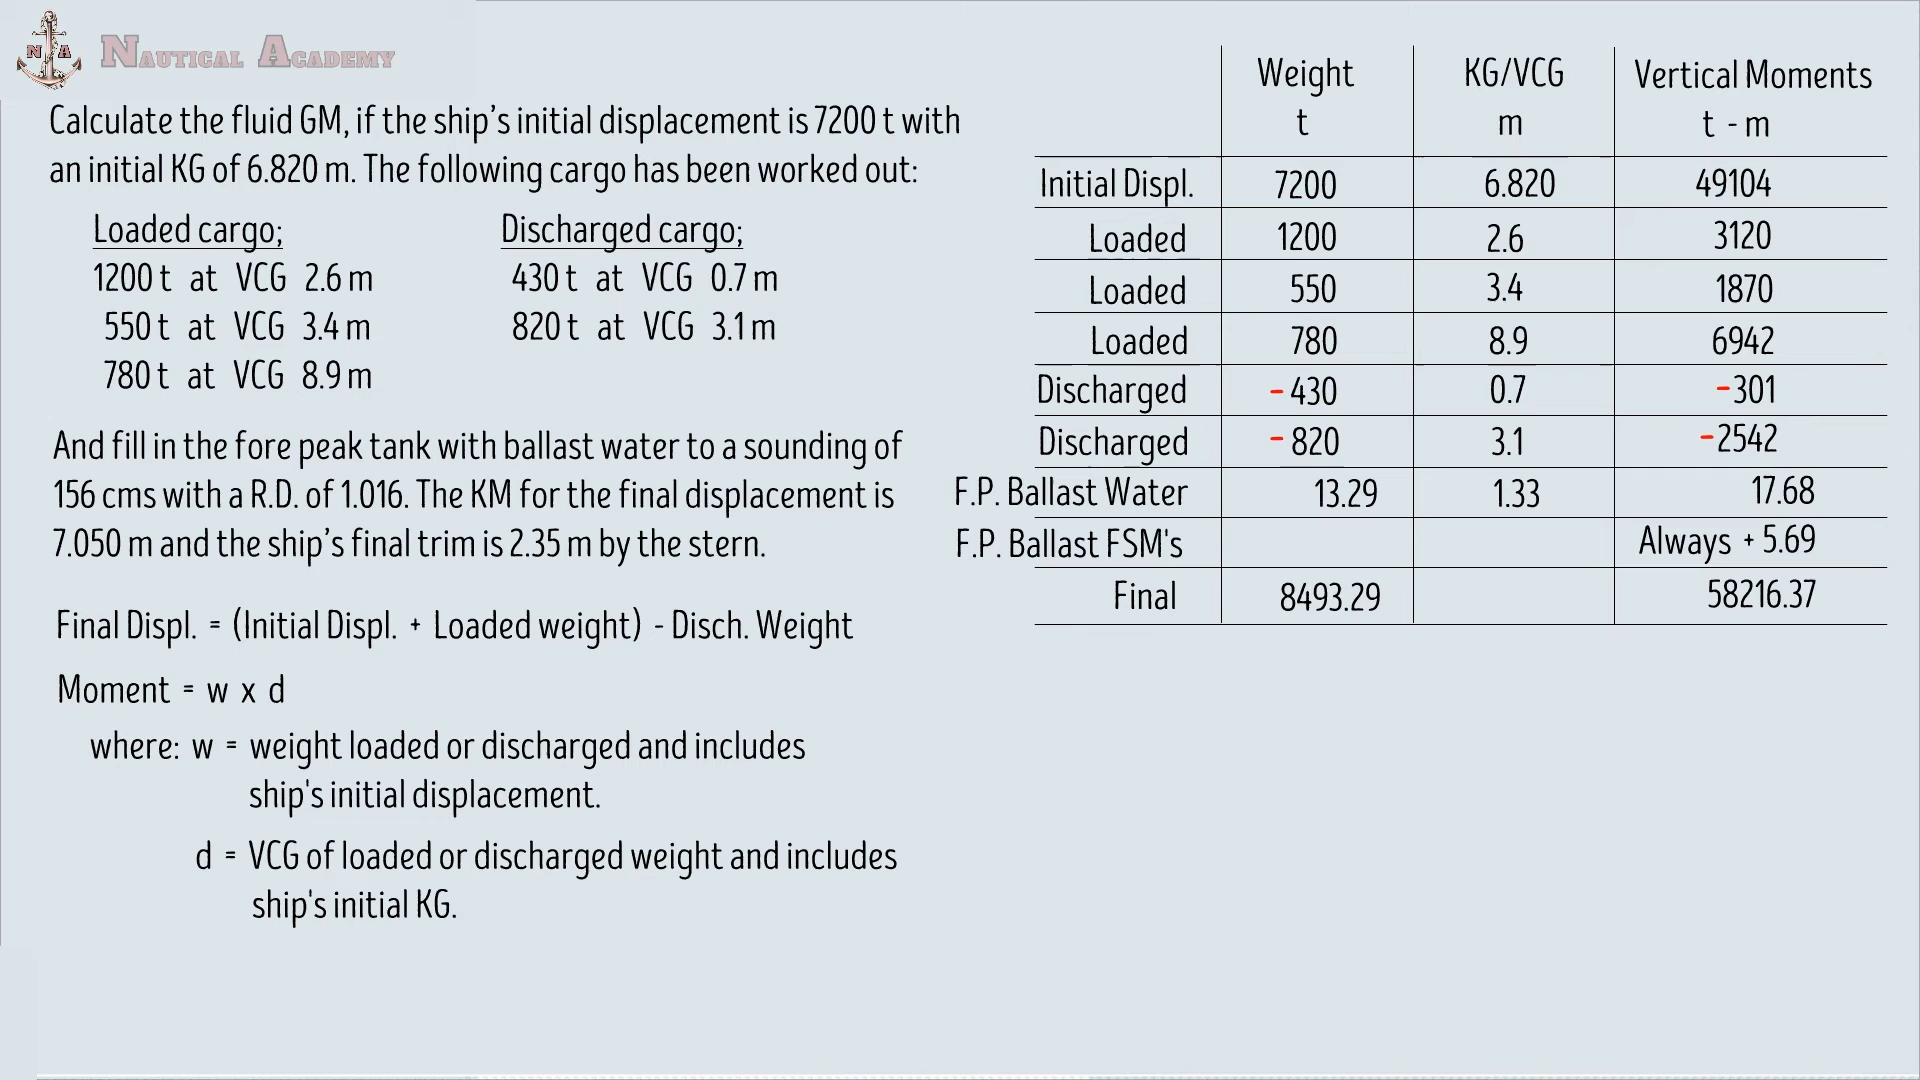 N A NAUTICAL ACADEMY
Calculate the fluid GM, if the ship's initial displacement is 7200 t with
an initial KG of 6.820 m. The following cargo has been worked out:
Loaded cargo; Discharged cargo;
1200 t at VCG 2.6 m 430 t at VCG 0.7 m
550 t at VCG 3.4 m 820 t at VCG 3.1 m
780 t at VCG 8.9 m
And fill in the fore peak tank with ballast water to a sounding of
156 cms with a R.D. of 1.016. The KM for the final displacement is
7.050 m and the ship's final trim is 2.35 m by the stern.
Final Displ. = (Initial Displ. + Loaded weight) - Disch. Weight
Moment = w x d
where: w = weight loaded or discharged and includes
ship's initial displacement.
d = VCG of loaded or discharged weight and includes
ship's initial KG.
Weight KG/VCG Vertical Moments
t m t - m
Initial Displ. 7200 6.820 49104
Loaded 1200 2.6 3120
Loaded 550 3.4 1870
Loaded 780 8.9 6942
Discharged - 430 0.7 -301
Discharged - 820 3.1 -2542
F.P. Ballast Water 13.29 1.33 17.68
F.P. Ballast FSM's Always + 5.69
Final 8493.29 58216.37